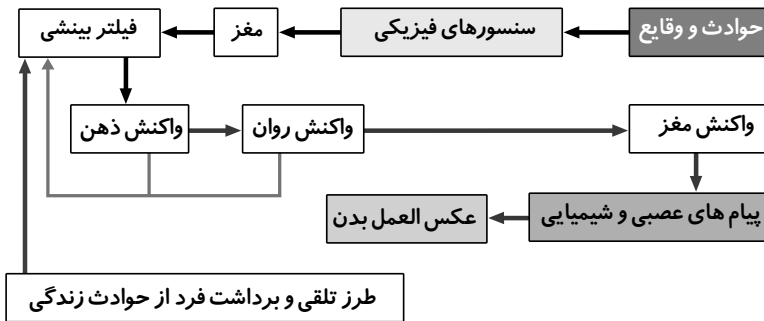 حوادث و وقایع
سنسورهای فیزیکی
مغز
فیلتر بینشی
واکنش ذهن
واکنش روان
واکنش مغز
پیام های عصبی و شیمیایی
عکس العمل بدن
طرز تلقی و برداشت فرد از حوادث زندگی